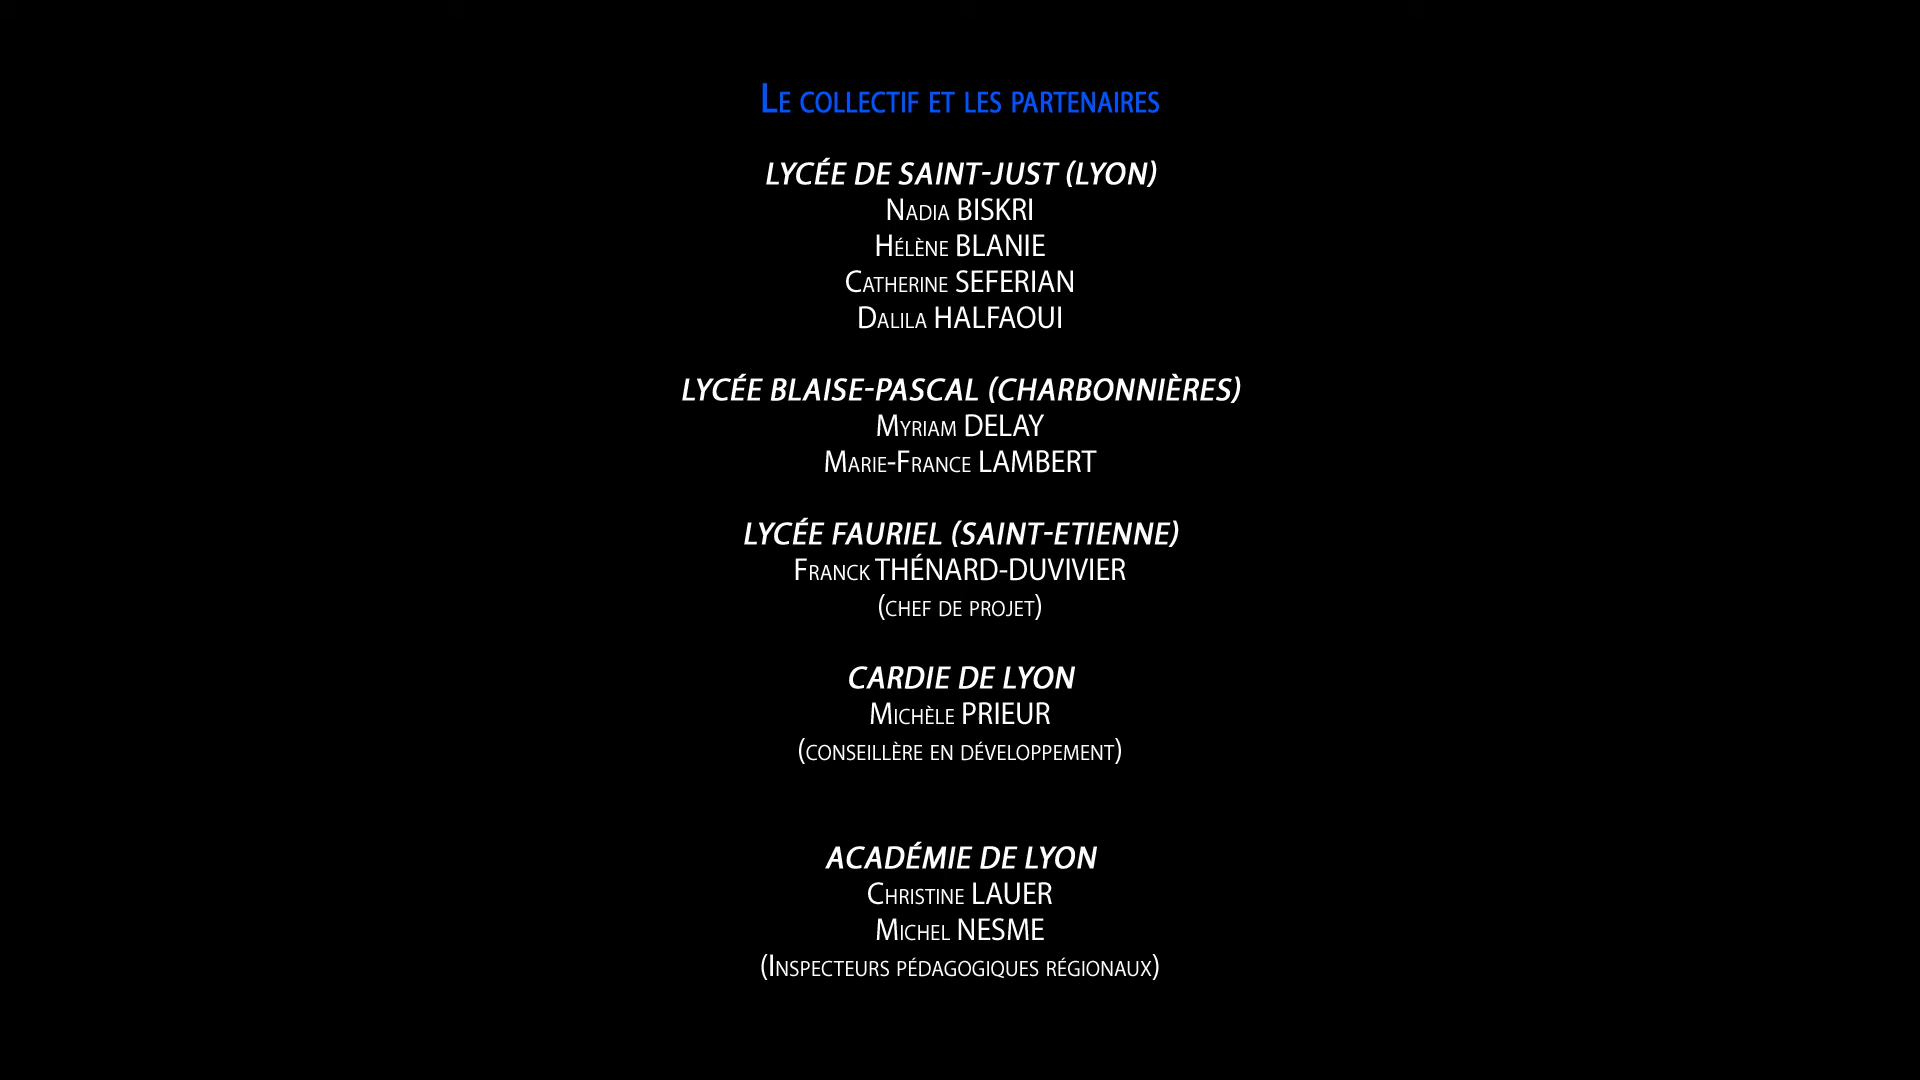 Le collectif et les partenaires
LYCÉE DE SAINT-JUST (LYON)
Nadia BISKRI
Hélène BLANIE
Catherine SEFERIAN
Dalila HALFAOUI
LYCÉE BLAISE-PASCAL (CHARBONNIÈRES)
Myriam DELAY
Marie-France LAMBERT
LYCÉE FAURIEL (SAINT-ETIENNE)
Franck THÉNARD-DUVIVIER
(chef de projet)
CARDIE DE LYON
Michèle PRIEUR
(conseillère en développement)
ACADÉMIE DE LYON
Christine LAUER
Michel NESME
(Inspecteurs pédagogiques régionaux)